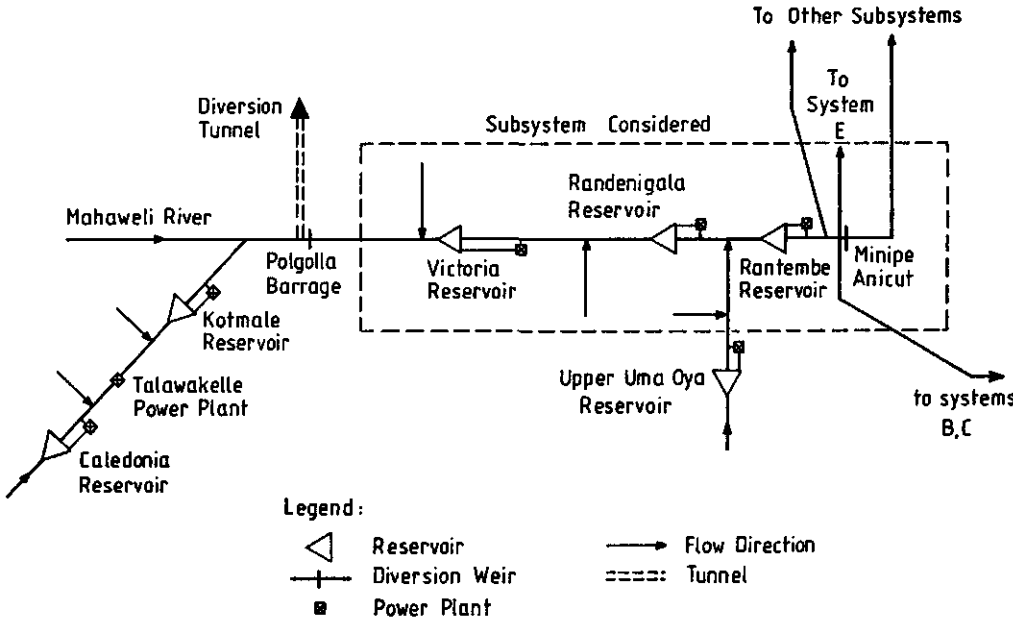 To Other Subsystems
To
System
E
Diversion
Tunnel
Subsystem Considered
Randenigala
Reservoir
Mahaweli River
Polgolla
Barrage
Victoria
Reservoir
Rantembe
Reservoir
Minipe
Anicut
Kotmale
Reservoir
Talawakelle
Power Plant
Upper Uma Oya
Reservoir
to systems
B,C
Caledonia
Reservoir
Legend:
Reservoir
Flow Direction
Diversion Weir
Tunnel
Power Plant